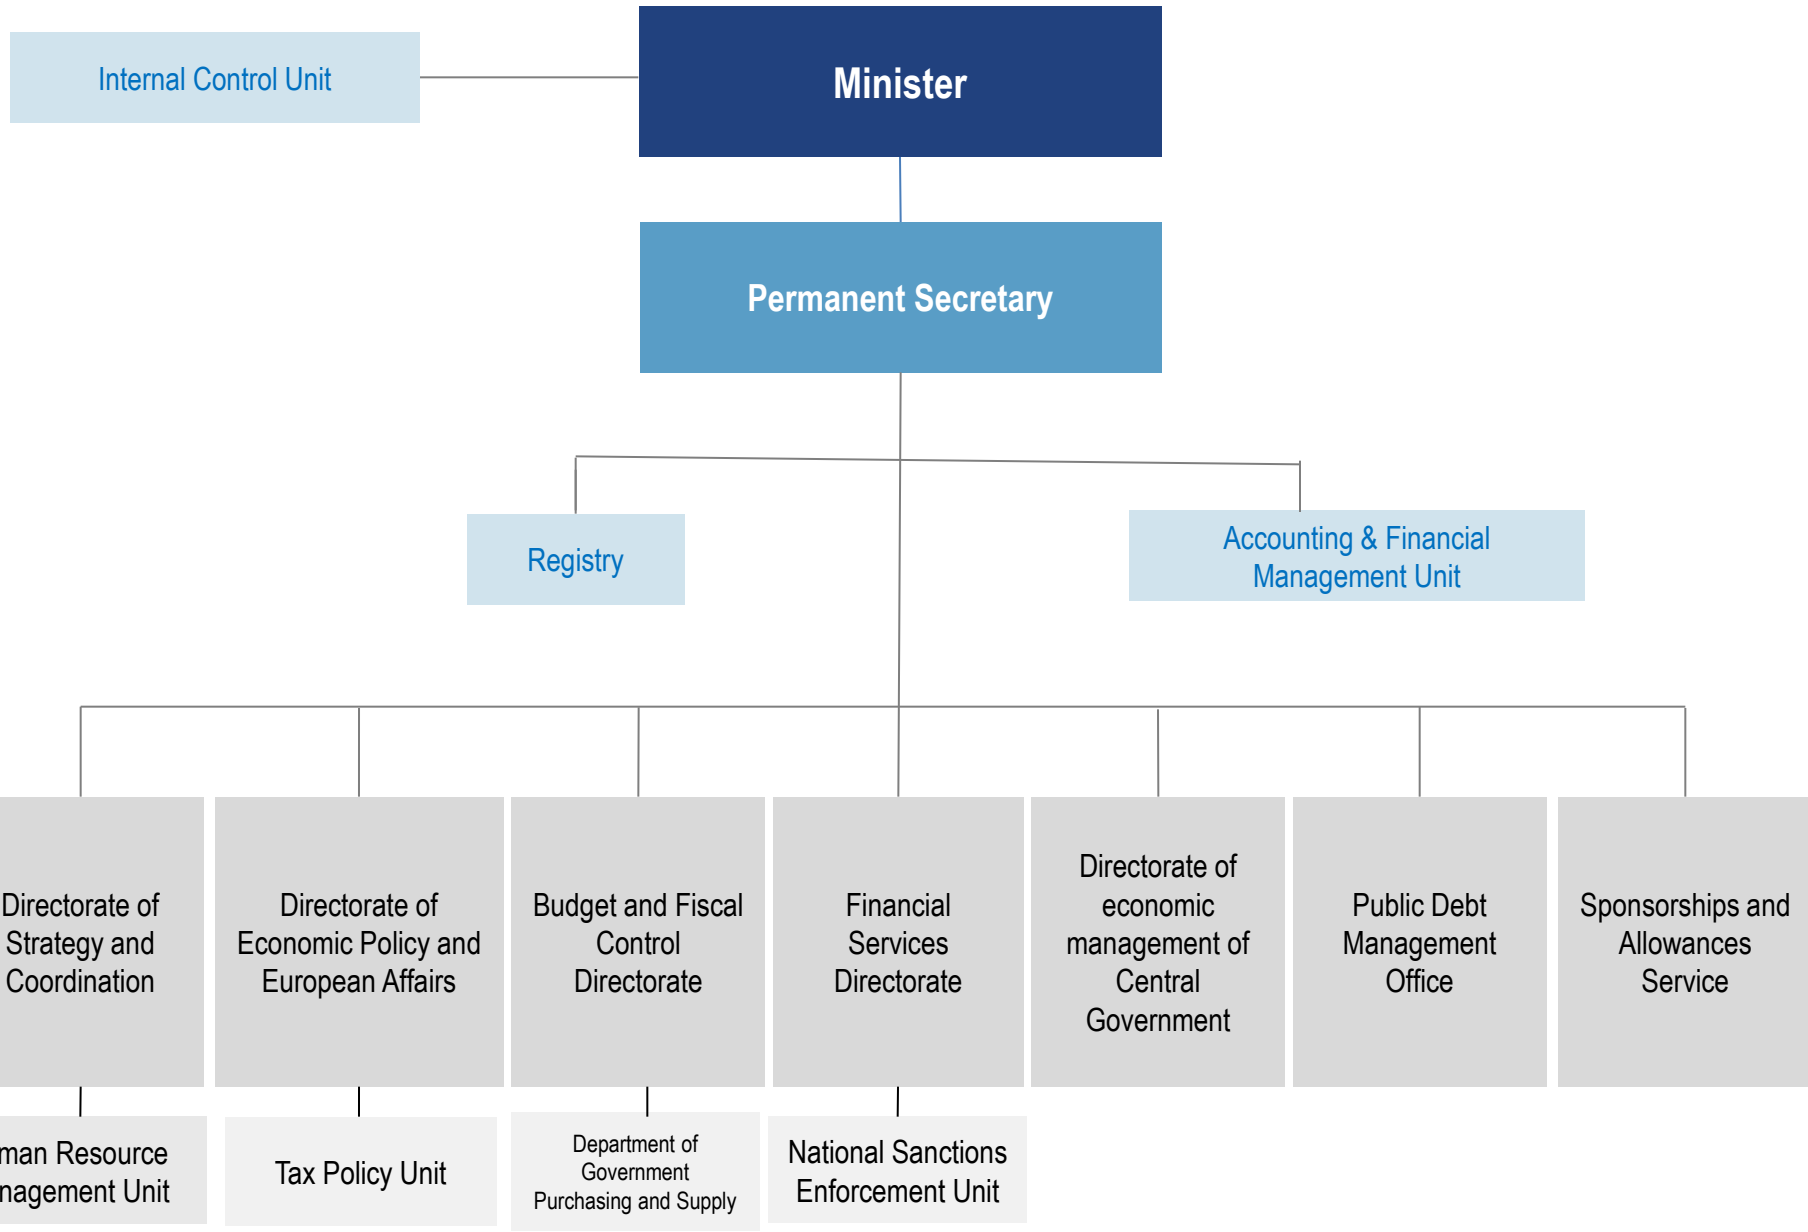 Internal Control Unit
Minister
Permanent Secretary
Registry
Accounting & Financial
Management Unit
Directorate of
Strategy and
Coordination
Directorate of
Economic Policy and
European Affairs
Budget and Fiscal
Control
Directorate
Financial
Services
Directorate
Directorate of
economic
management of
Central
Government
Public Debt
Management
Office
Sponsorships and
Allowances
Service
Resource
Unit
Tax Policy Unit
Department of
Government
Purchasing and Supply
National Sanctions
Enforcement Unit